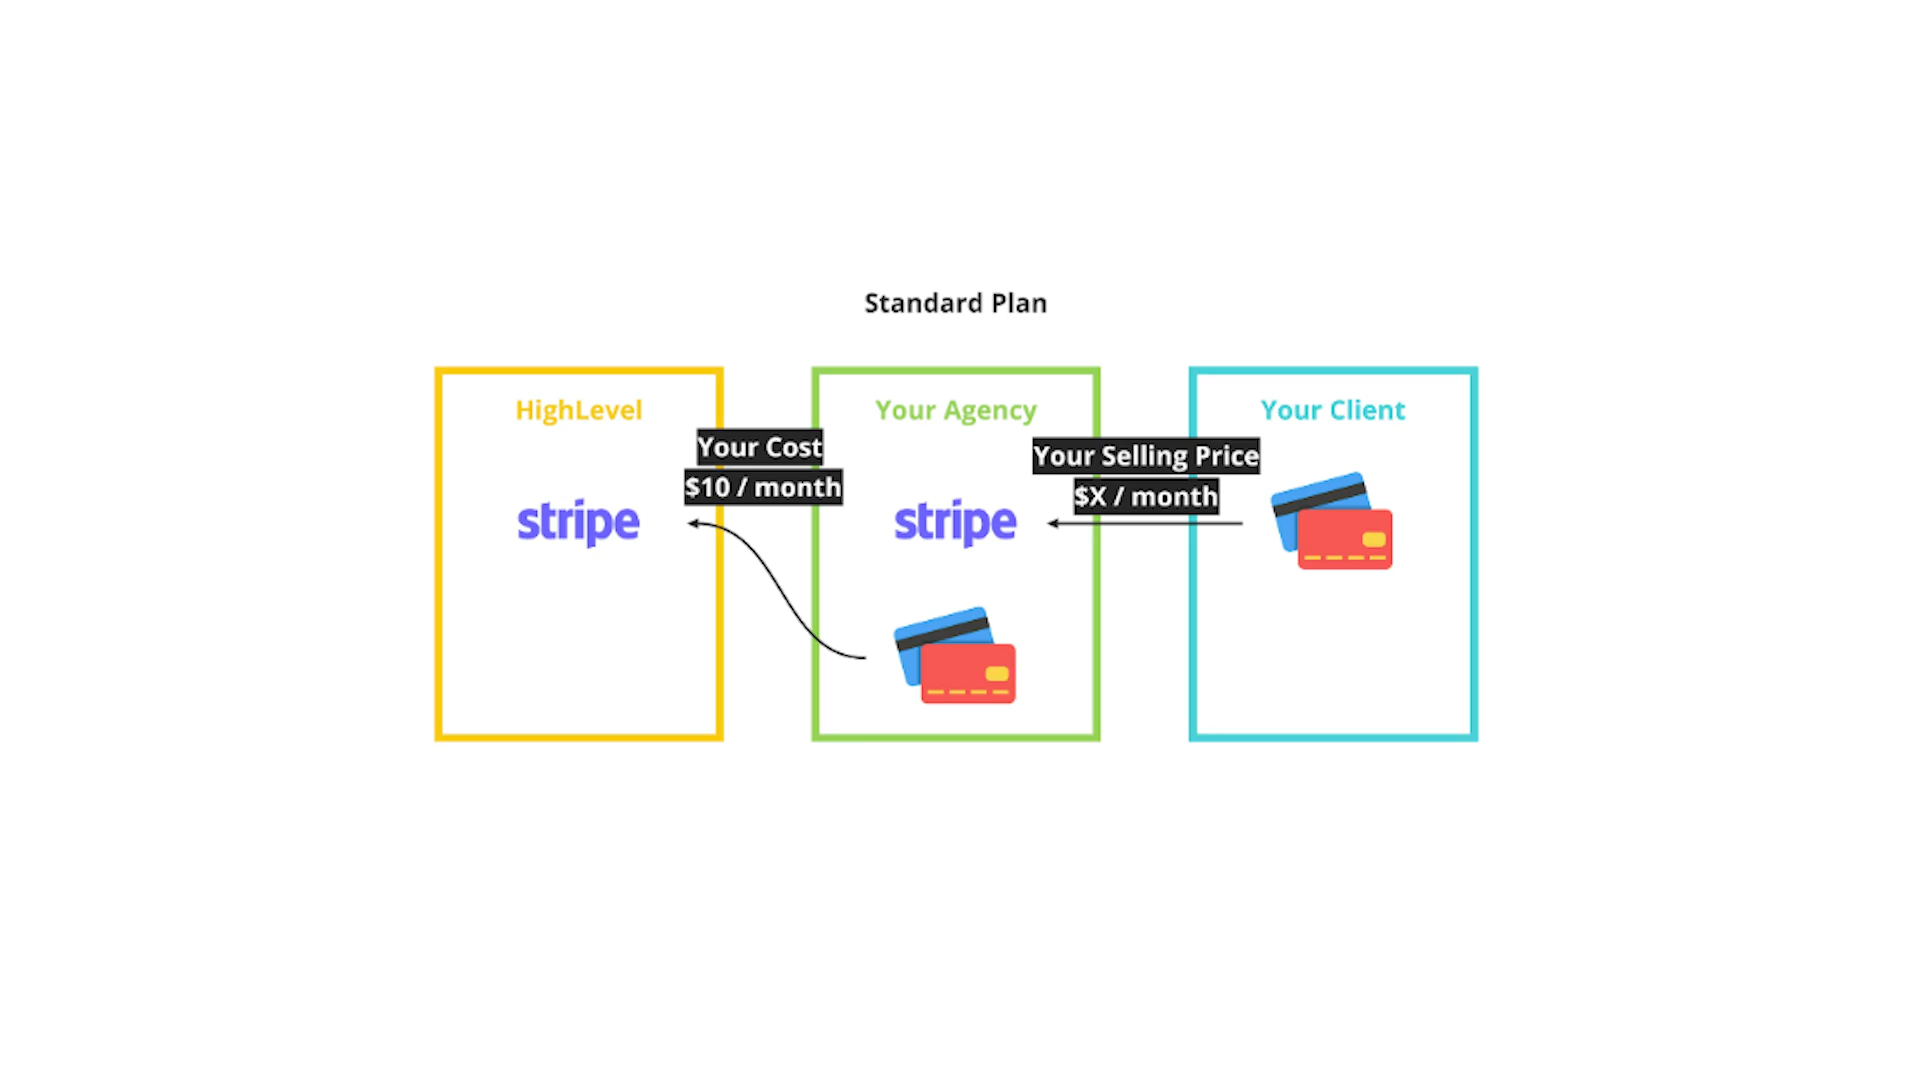 Standard Plan
HighLevel
Your Agency
Your Client
Your Cost
$10 / month
Your Selling Price
$X / month
stripe
stripe